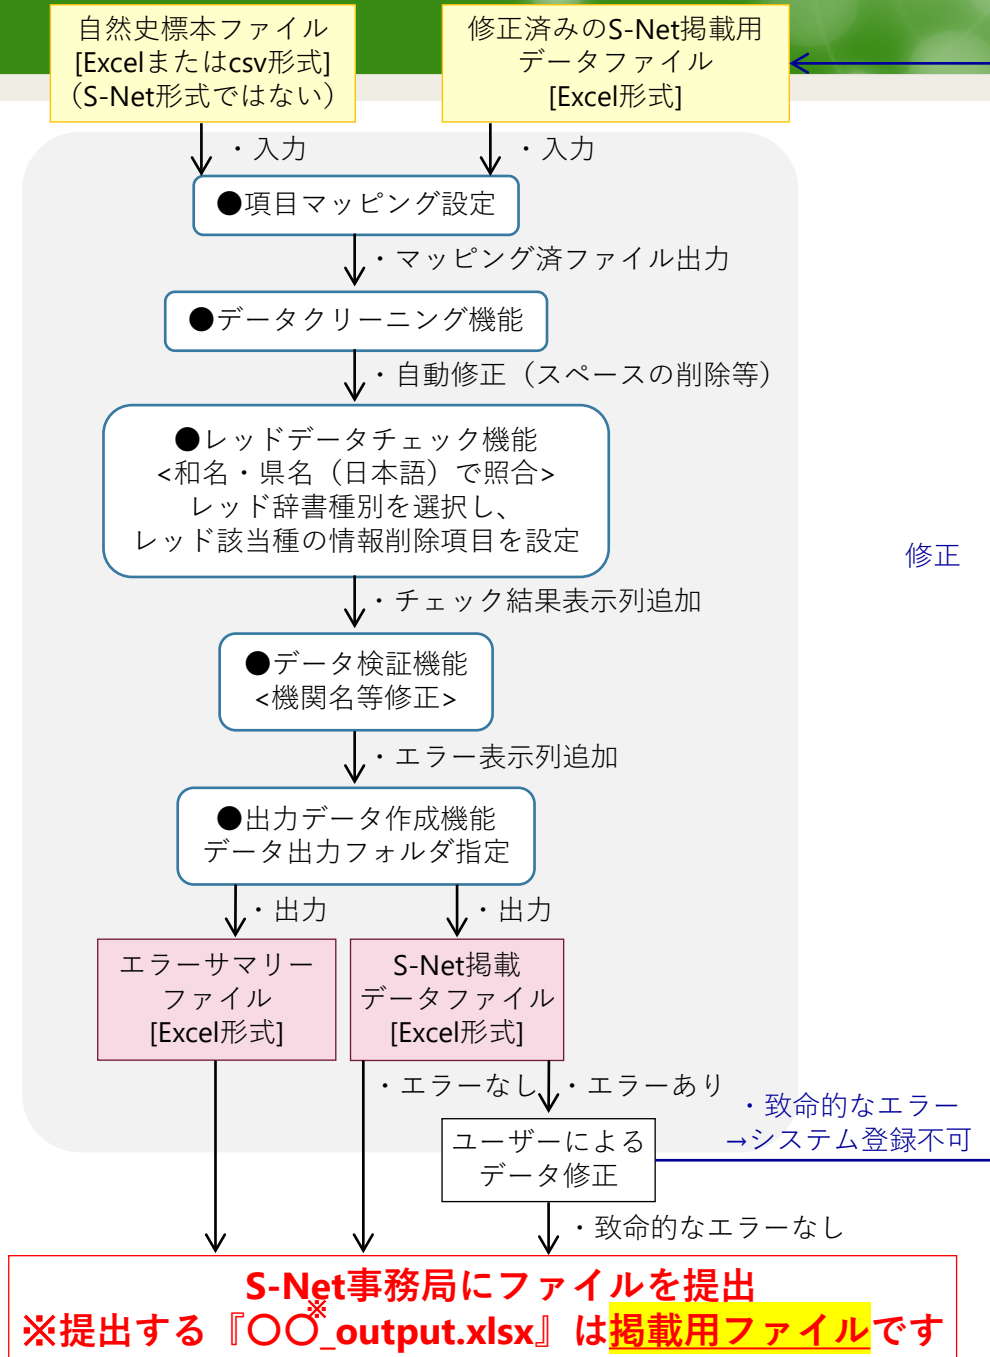 自然史標本ファイル
[Excelまたはcsv形式]
（S-Net形式ではない）
修正済みのS-Net掲載用
データファイル
[Excel形式]
・入力
・入力
●項目マッピング設定
・マッピング済ファイル出力
●データクリーニング機能
・自動修正（スペースの削除等）
●レッドデータチェック機能
<和名・県名（日本語）で照合>
レッド辞書種別を選択し、
レッド該当種の情報削除項目を設定
修正
・チェック結果表示列追加
●データ検証機能
<機関名等修正>
・エラー表示列追加
●出力データ作成機能
データ出力フォルダ指定
・出力
・出力
エラーサマリー
ファイル
[Excel形式]
S-Net掲載
データファイル
[Excel形式]
・エラーなし
・エラーあり
・致命的なエラー
→システム登録不可
ユーザーによる
データ修正
・致命的なエラーなし
S-Net事務局にファイルを提出
※
※提出する『〇〇_output.xlsx』は掲載用ファイルです